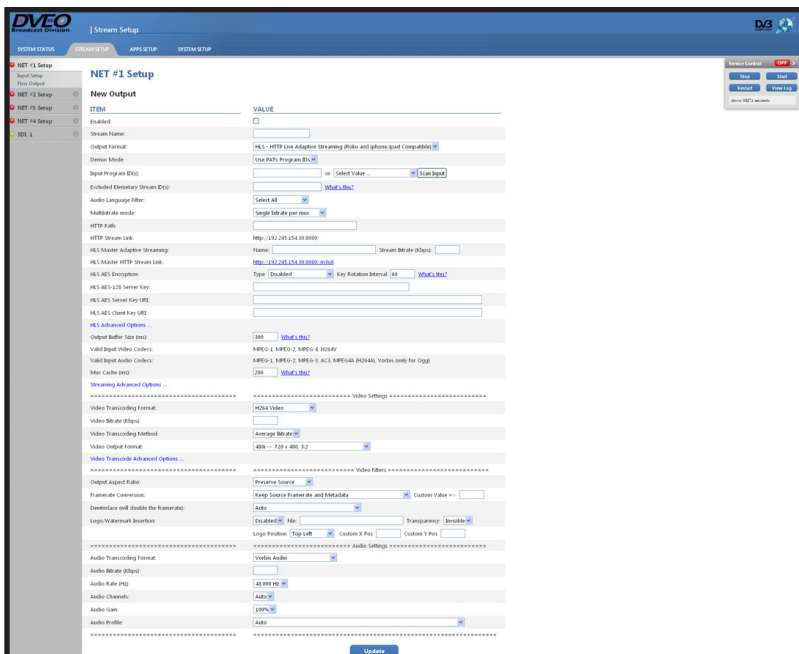 DVEO
Broadcast Division
| Stream Setup
DVB
SYSTEM STATUS STREAM SETUP APPS SETUP SYSTEM SETUP
NET #1 Setup
Input Setup
New Output
NET #2 Setup
NET #3 Setup
NET #4 Setup
SDI: 1
Service Control OFF
Stop Start
Restart View Log
NET #1 Setup
New Output
ITEM VALUE
Enabled
Stream Name:
Output Format: HLS - HTTP Live Adaptive Streaming (Roku and iphone/ipad Compatible)
Demux Mode: Use PATs Program IDs
Input Program ID(s): or Select Value ... Scan Input
Excluded Elemetary Stream ID(s): What's this?
Audio Language Filter: Select All
Multibitrate mode: Single bitrate per mux
HTTP Path:
HTTP Stream Link: http://192.245.154.30:8080/
HLS Master Adaptive Streaming: Name: Stream Bitrate (Kbps):
HLS Master HTTP Stream Link: http://192.245.154.30:8080/.m3u8
HLS AES Encryption: Type Disabled Key Rotation Interval 60 What's this?
HLS AES-128 Server Key:
HLS AES Server Key URI
HLS AES Client Key URI
HLS Advanced Options ...
Output Buffer Size (ms): 300 What's this?
Valid Input Video Codecs: MPEG-1, MPEG-2, MPEG-4, H264V
Valid Input Audio Codecs: MPEG-1, MPEG-2, MPEG-3, AC3, MPEG4A (H264A), Vorbis (only for Ogg)
Mux Cache (ms): 200 What's this?
Streaming Advanced Options ...
Video Settings
Video Transcoding Format: H264 Video
Video Bitrate (Kbps):
Video Transcoding Method: Average Bitrate
Video Output Format: 480i -> 720 x 480, 3:2
Video Transcode Advanced Options ...
Video Filters
Output Aspect Ratio: Preserve Source
Framerate Conversion: Keep Source Framerate and Metadata Custom Value =>
Deinterlace (will double the framerate): Auto
Logo/Watermark Insertion: Disabled File: Transparency: Invisible
Logo Position Top Left Custom X Pos Custom Y Pos
Audio Settings
Audio Transcoding Format: Vorbis Audio
Audio Bitrate (Kbps):
Audio Rate (Hz): 48.000 Hz
Audio Channels: Auto
Audio Gain: 100%
Audio Profile: Auto
Update